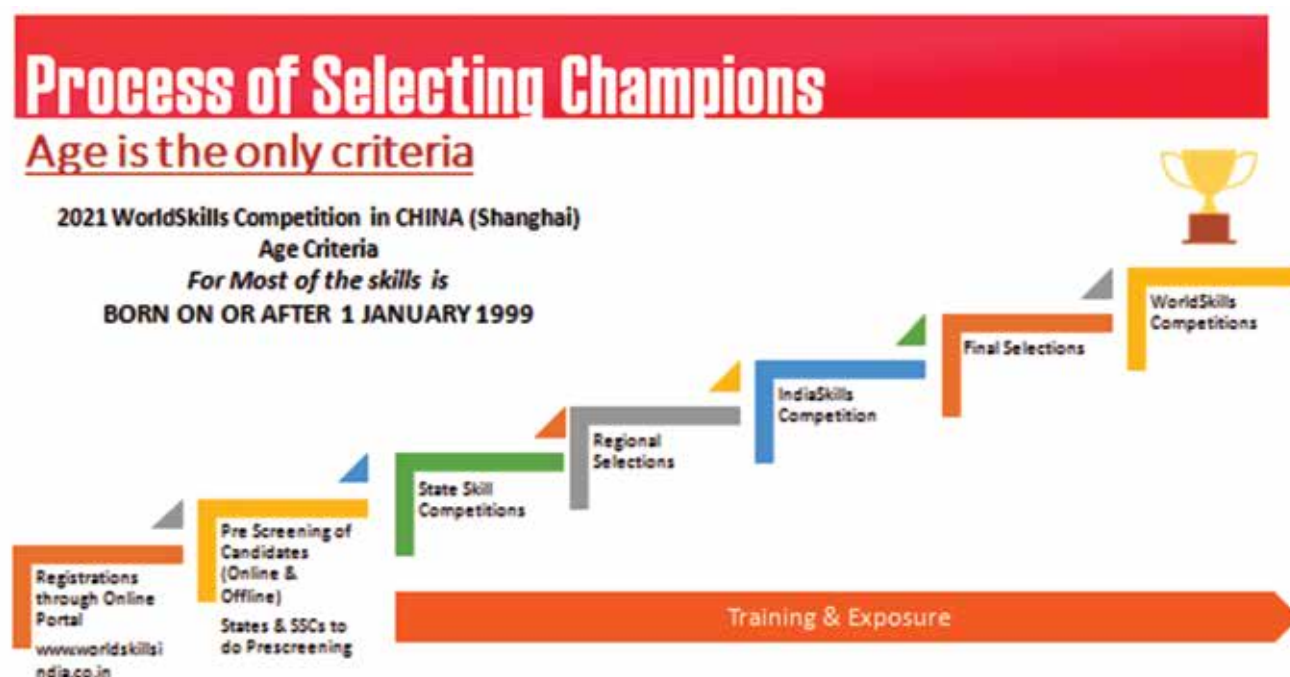 Process of Selecting Champions
Age is the only criteria
2021 WorldSkills Competition in CHINA (Shanghai)
Age Criteria
For Most of the skills is
BORN ON OR AFTER 1 JANUARY 1999
Registrations
through Online
Portal
www.worldskillsi
ndia.co.in
Pre Screening of
Candidates
(Online &
Offline)
States & SSCs to
do Prescreening
State Skill
Competitions
Regional
Selections
IndiaSkills
Competition
Final Selections
WorldSkills
Competitions
Training & Exposure